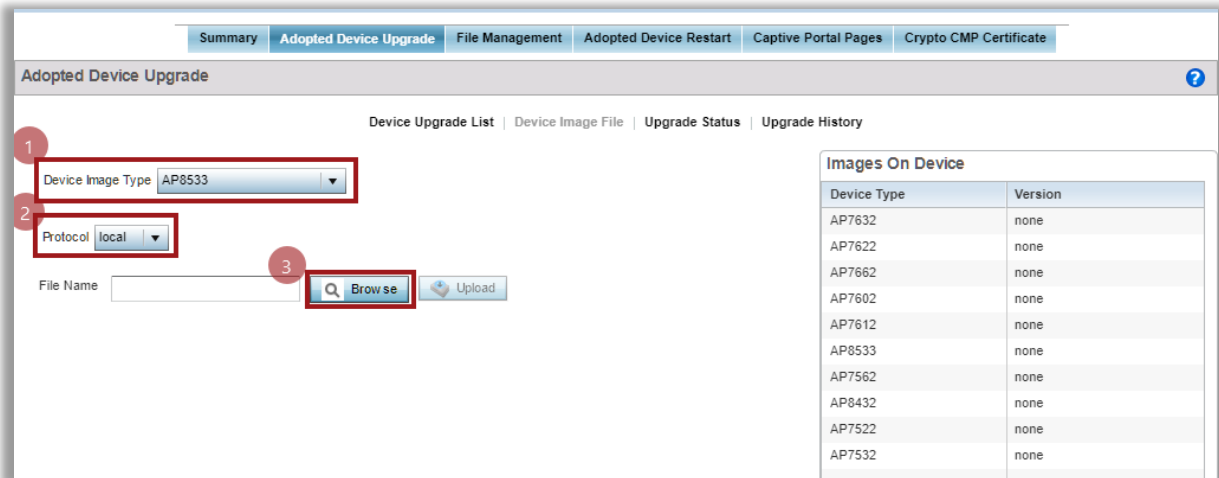 Summary Adopted Device Upgrade File Management Adopted Device Restart Captive Portal Pages Crypto CMP Certificate
Adopted Device Upgrade ?
Device Upgrade List | Device Image File | Upgrade Status | Upgrade History
1
Device Image Type AP8533
2
Protocol local
3
File Name Browse Upload
Images On Device
Device Type Version
AP7632 none
AP7622 none
AP7662 none
AP7602 none
AP7612 none
AP8533 none
AP7562 none
AP8432 none
AP7522 none
AP7532 none